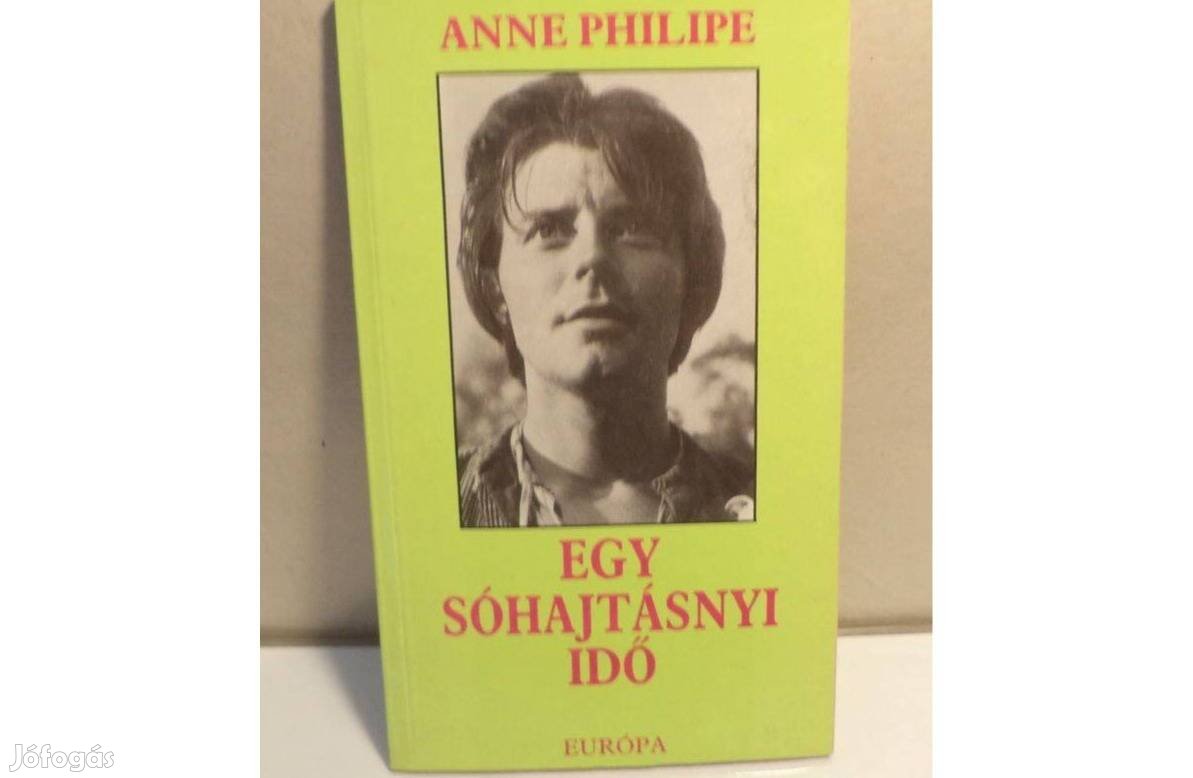 ANNE PHILIPE
EGY
SÓHAJTÁSNYI
IDŐ
EURÓPA
Jófogás